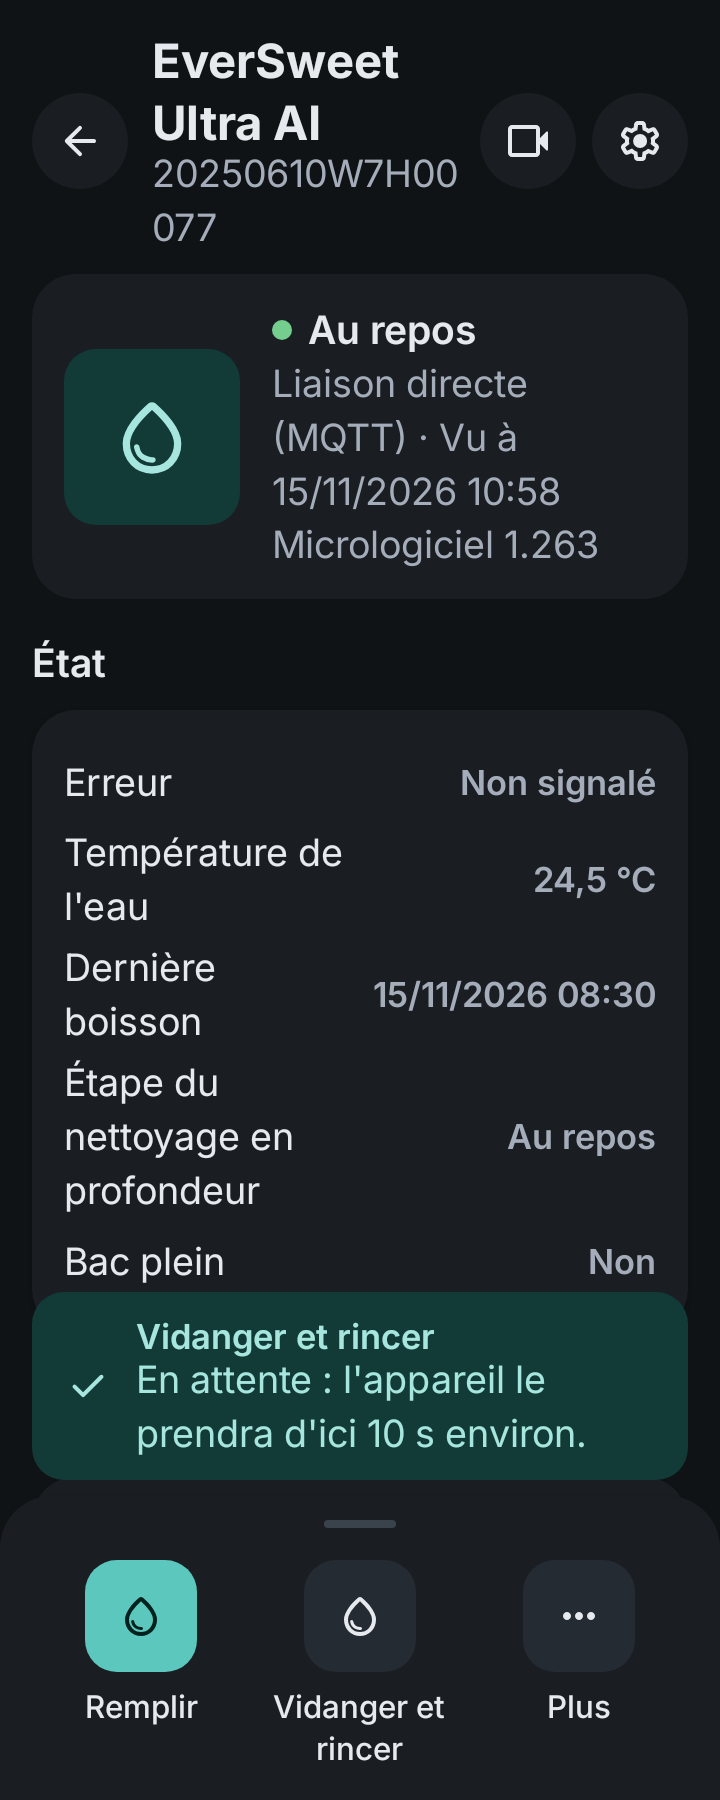 EverSweet
Ultra AI
20250610W7H00
077
Au repos
Liaison directe
(MQTT) · Vu à
15/11/2026 10:58
Micrologiciel 1.263
État
Erreur
Non signalé
Température de
l'eau
24,5 °C
Dernière
boisson
15/11/2026 08:30
Étape du
nettoyage en
profondeur
Au repos
Bac plein
Non
Vidanger et rincer
En attente : l'appareil le
prendra d'ici 10 s environ.
Remplir
Vidanger et
rincer
Plus